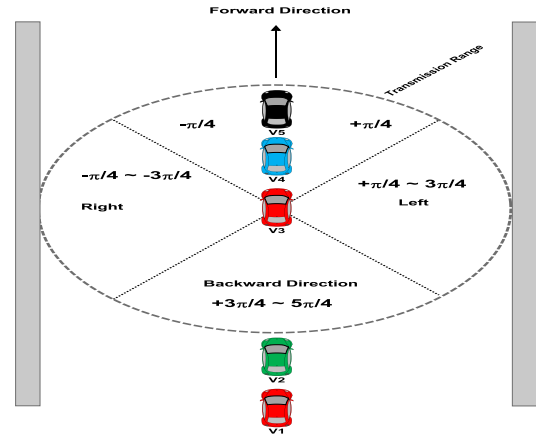 Forward Direction
Transmission Range
-π/4
+π/4
V5
V4
-π/4 ~ -3π/4
+π/4 ~ 3π/4
Right
Left
V3
Backward Direction
+3π/4 ~ 5π/4
V2
V1